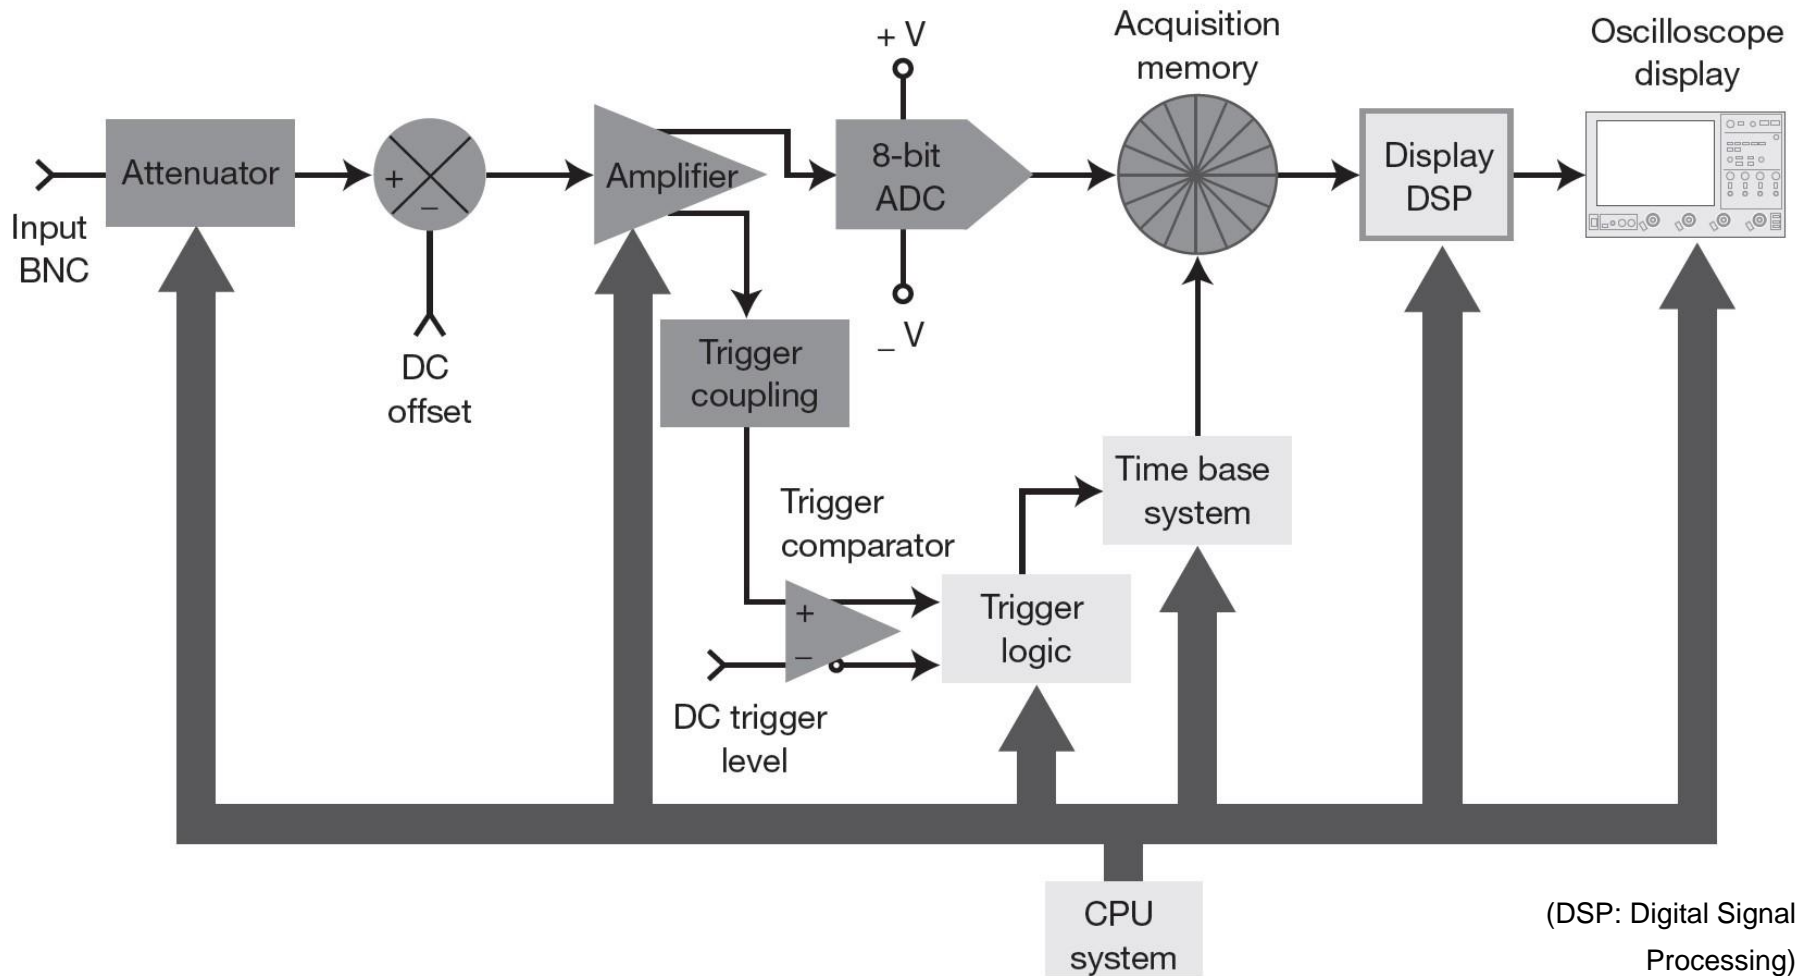 Input
BNC
Attenuator
+
−
DC
offset
Amplifier
+ V
8-bit
ADC
− V
Acquisition
memory
Display
DSP
Oscilloscope
display
Trigger
coupling
Trigger
comparator
+
−
DC trigger
level
Trigger
logic
Time base
system
CPU
system
(DSP: Digital Signal
Processing)